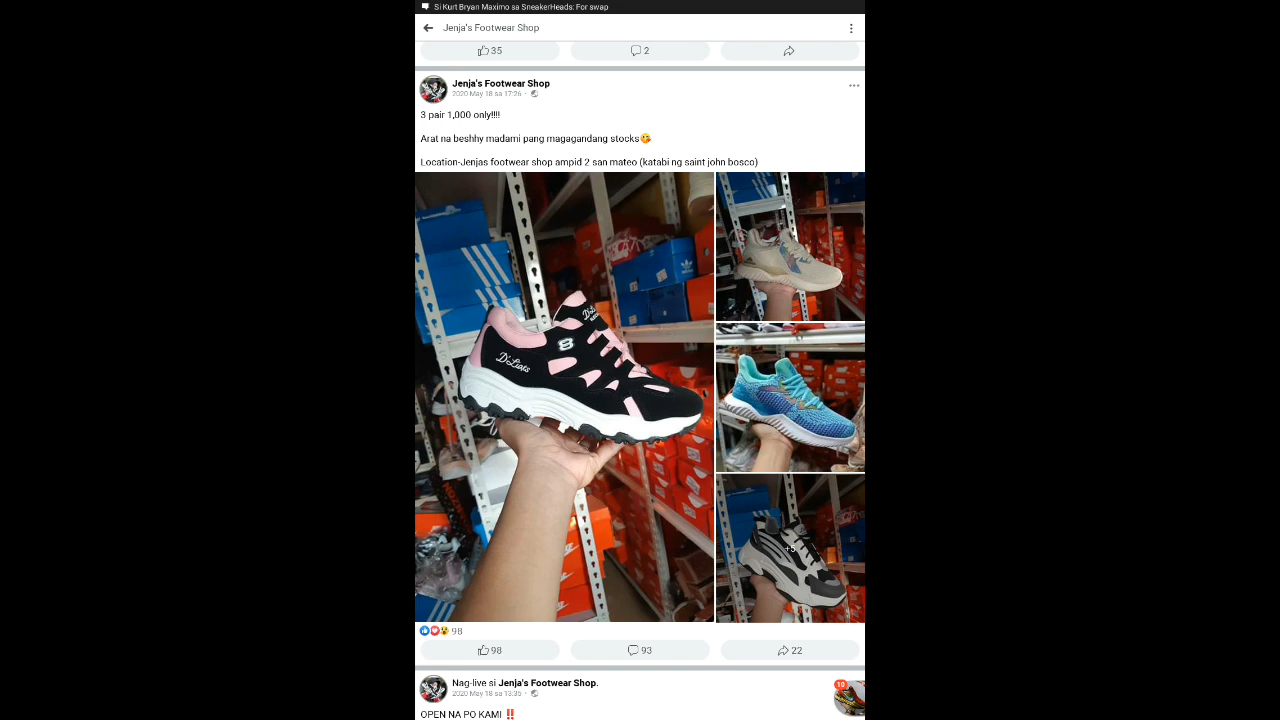 Si Kurt Bryan Maximo sa SneakerHeads: For swap
Jenja's Footwear Shop
35
2
Jenja's Footwear Shop
2020 May 18 sa 17:26 ·
3 pair 1,000 only!!!!
Arat na beshhy madami pang magagandang stocks😘
Location-Jenjas footwear shop ampid 2 san mateo (katabi ng saint john bosco)
8
D'Lions
adidas
+5
98
98
93
22
Nag-live si Jenja's Footwear Shop.
2020 May 18 sa 13:35 ·
10
OPEN NA PO KAMI ‼️